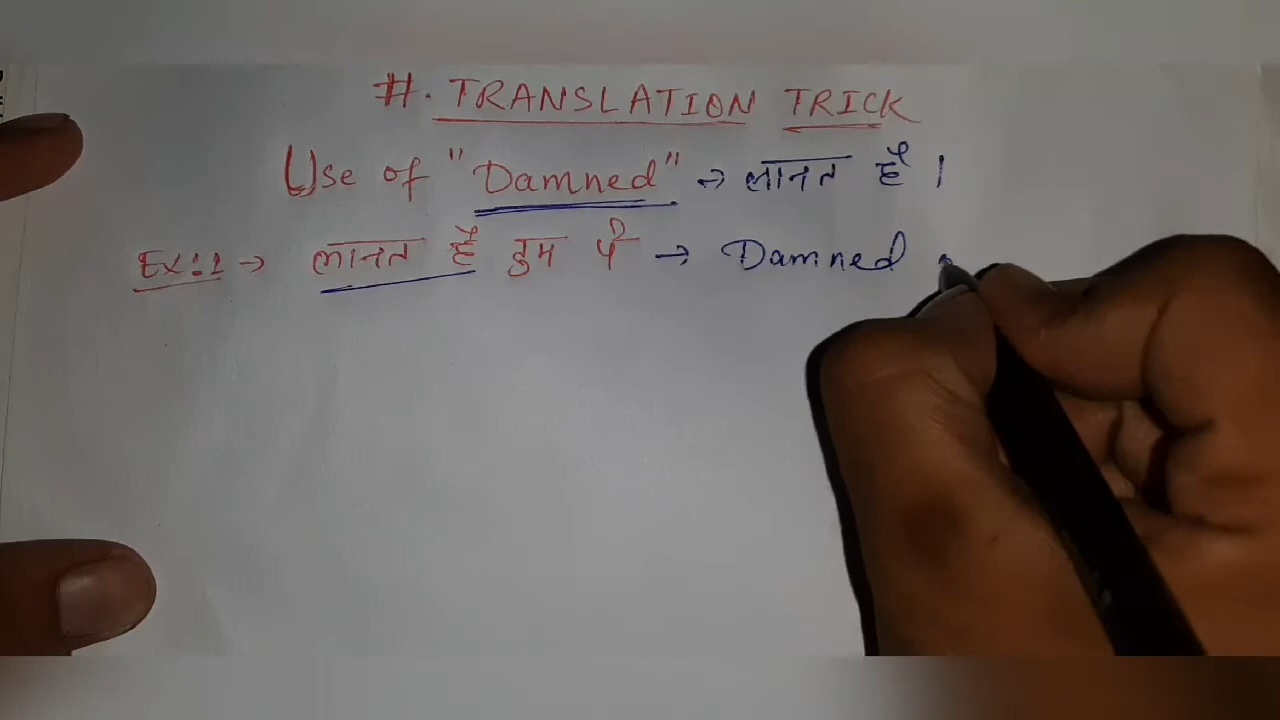 #. TRANSLATION TRICK
Use of "Damned" → लानत है ।
Ex:1 → लानत है तुम पे → Damned